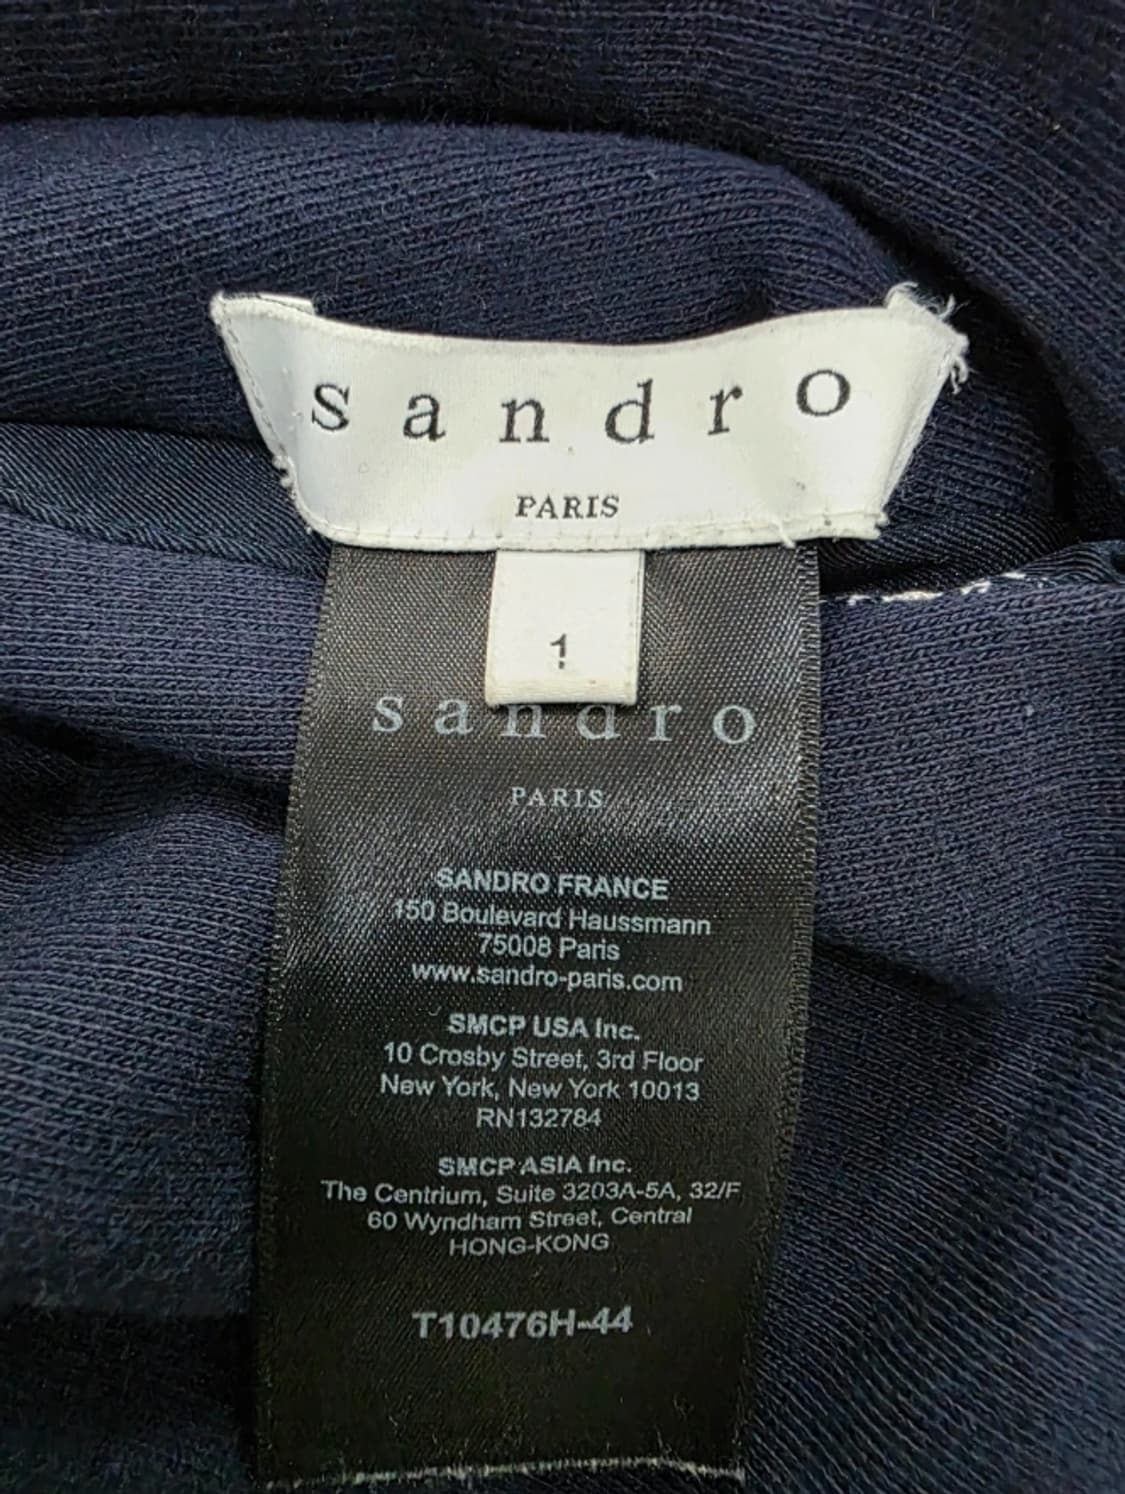 sandro
PARIS
1
sandro
PARIS
SANDRO FRANCE
150 Boulevard Haussmann
75008 Paris
www.sandro-paris.com
SMCP USA Inc.
10 Crosby Street, 3rd Floor
New York, New York 10013
RN132784
SMCP ASIA Inc.
The Centrium, Suite 3203A-5A, 32/F
60 Wyndham Street, Central
HONG-KONG
T10476H-44